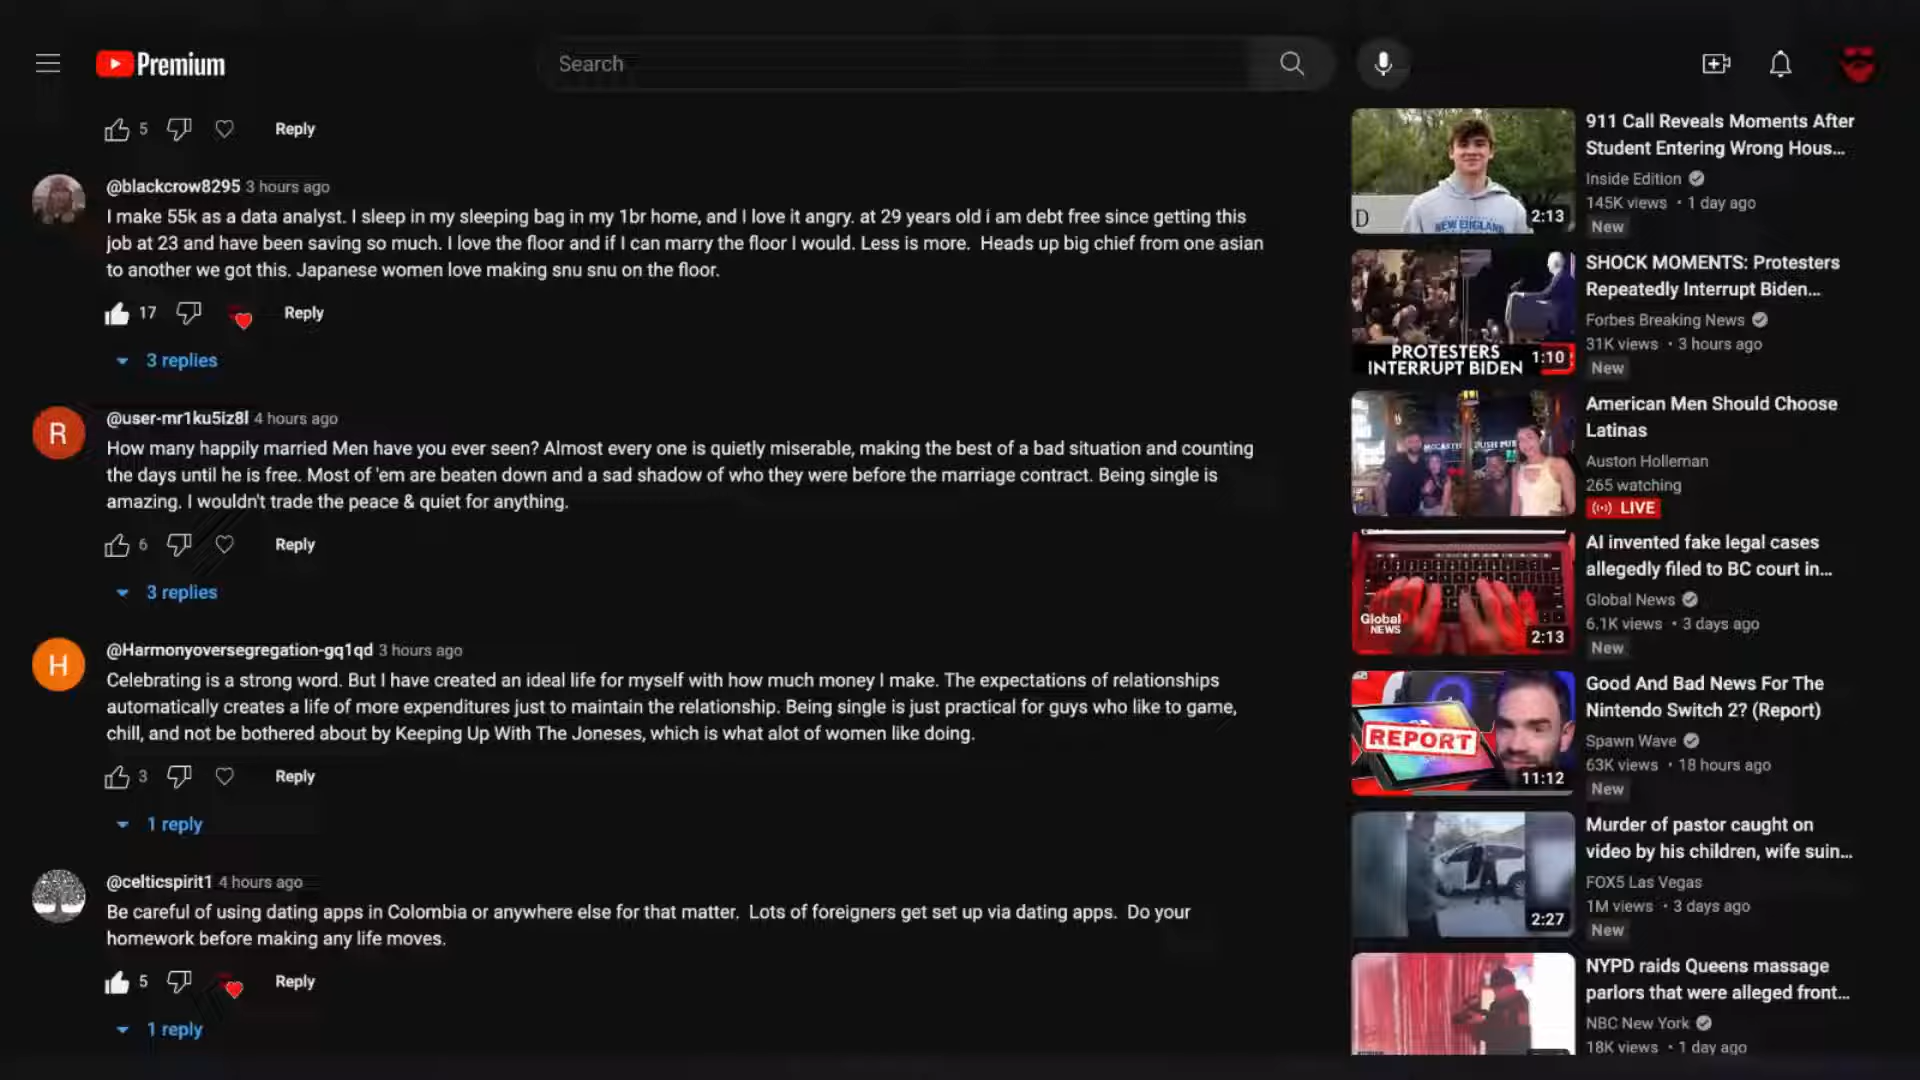 Premium
Search
5
Reply
@blackcrow8295 3 hours ago
I make 55k as a data analyst. I sleep in my sleeping bag in my 1br home, and I love it angry. at 29 years old i am debt free since getting this
job at 23 and have been saving so much. I love the floor and if I can marry the floor I would. Less is more.  Heads up big chief from one asian
to another we got this. Japanese women love making snu snu on the floor.
17
Reply
3 replies
R
@user-mr1ku5iz8l 4 hours ago
How many happily married Men have you ever seen? Almost every one is quietly miserable, making the best of a bad situation and counting
the days until he is free. Most of 'em are beaten down and a sad shadow of who they were before the marriage contract. Being single is
amazing. I wouldn't trade the peace & quiet for anything.
6
Reply
3 replies
H
@Harmonyoversegregation-gq1qd 3 hours ago
Celebrating is a strong word. But I have created an ideal life for myself with how much money I make. The expectations of relationships
automatically creates a life of more expenditures just to maintain the relationship. Being single is just practical for guys who like to game,
chill, and not be bothered about by Keeping Up With The Joneses, which is what alot of women like doing.
3
Reply
1 reply
@celticspirit1 4 hours ago
Be careful of using dating apps in Colombia or anywhere else for that matter.  Lots of foreigners get set up via dating apps.  Do your
homework before making any life moves.
5
Reply
1 reply
D
NEW ENGLAND
2:13
911 Call Reveals Moments After
Student Entering Wrong Hous...
Inside Edition
145K views • 1 day ago
New
PROTESTERS
INTERRUPT BIDEN
1:10
SHOCK MOMENTS: Protesters
Repeatedly Interrupt Biden...
Forbes Breaking News
31K views • 3 hours ago
New
American Men Should Choose
Latinas
Auston Holleman
265 watching
LIVE
Global
NEWS
2:13
AI invented fake legal cases
allegedly filed to BC court in...
Global News
6.1K views • 3 days ago
New
REPORT
11:12
Good And Bad News For The
Nintendo Switch 2? (Report)
Spawn Wave
63K views • 18 hours ago
New
2:27
Murder of pastor caught on
video by his children, wife suin...
FOX5 Las Vegas
1M views • 3 days ago
New
NYPD raids Queens massage
parlors that were alleged front...
NBC New York
18K views • 1 day ago